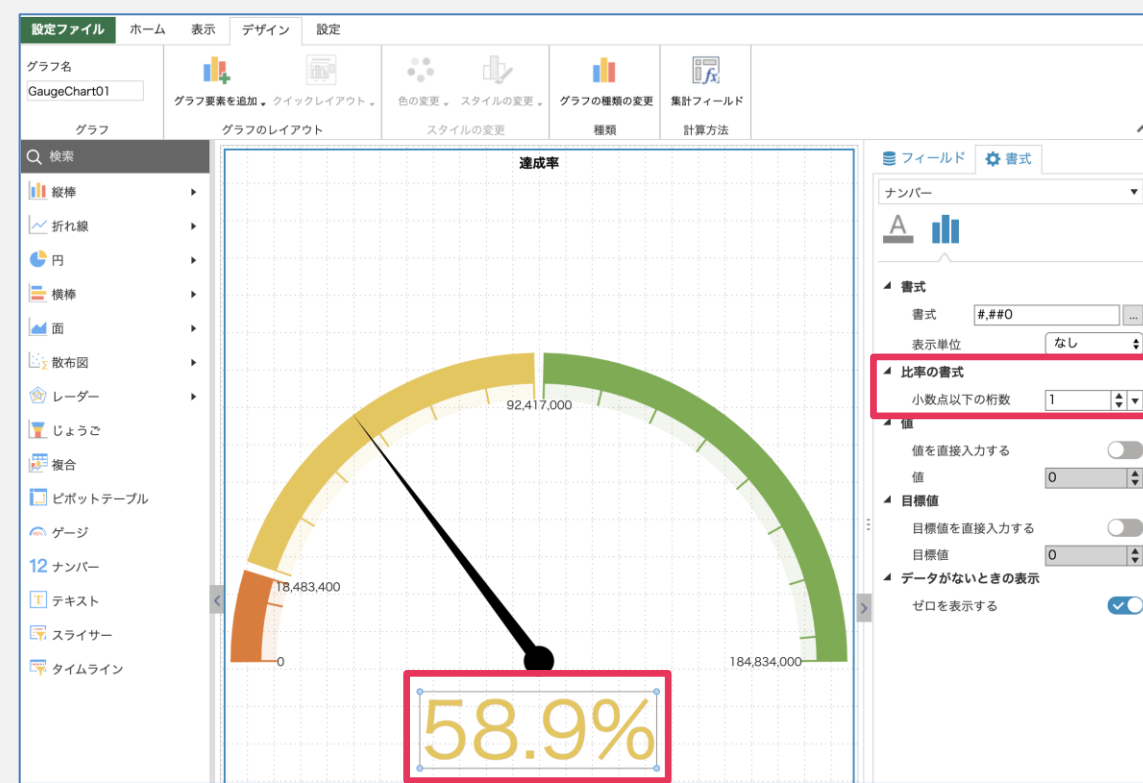 設定ファイル ホーム 表示 デザイン 設定
グラフ名
GaugeChart01
グラフ
グラフ要素を追加 クイックレイアウト
グラフのレイアウト
色の変更 スタイルの変更
スタイルの変更
グラフの種類の変更
種類
集計フィールド
計算方法
検索
縦棒
折れ線
円
横棒
面
散布図
レーダー
じょうご
複合
ピボットテーブル
ゲージ
12 ナンバー
テキスト
スライサー
タイムライン
達成率
92,417,000
18,483,400
0
184,834,000
58.9%
フィールド 書式
ナンバー
A
書式
書式 #,##0 ...
表示単位 なし
比率の書式
小数点以下の桁数 1
値
値を直接入力する
値 0
目標値
目標値を直接入力する
目標値 0
データがないときの表示
ゼロを表示する